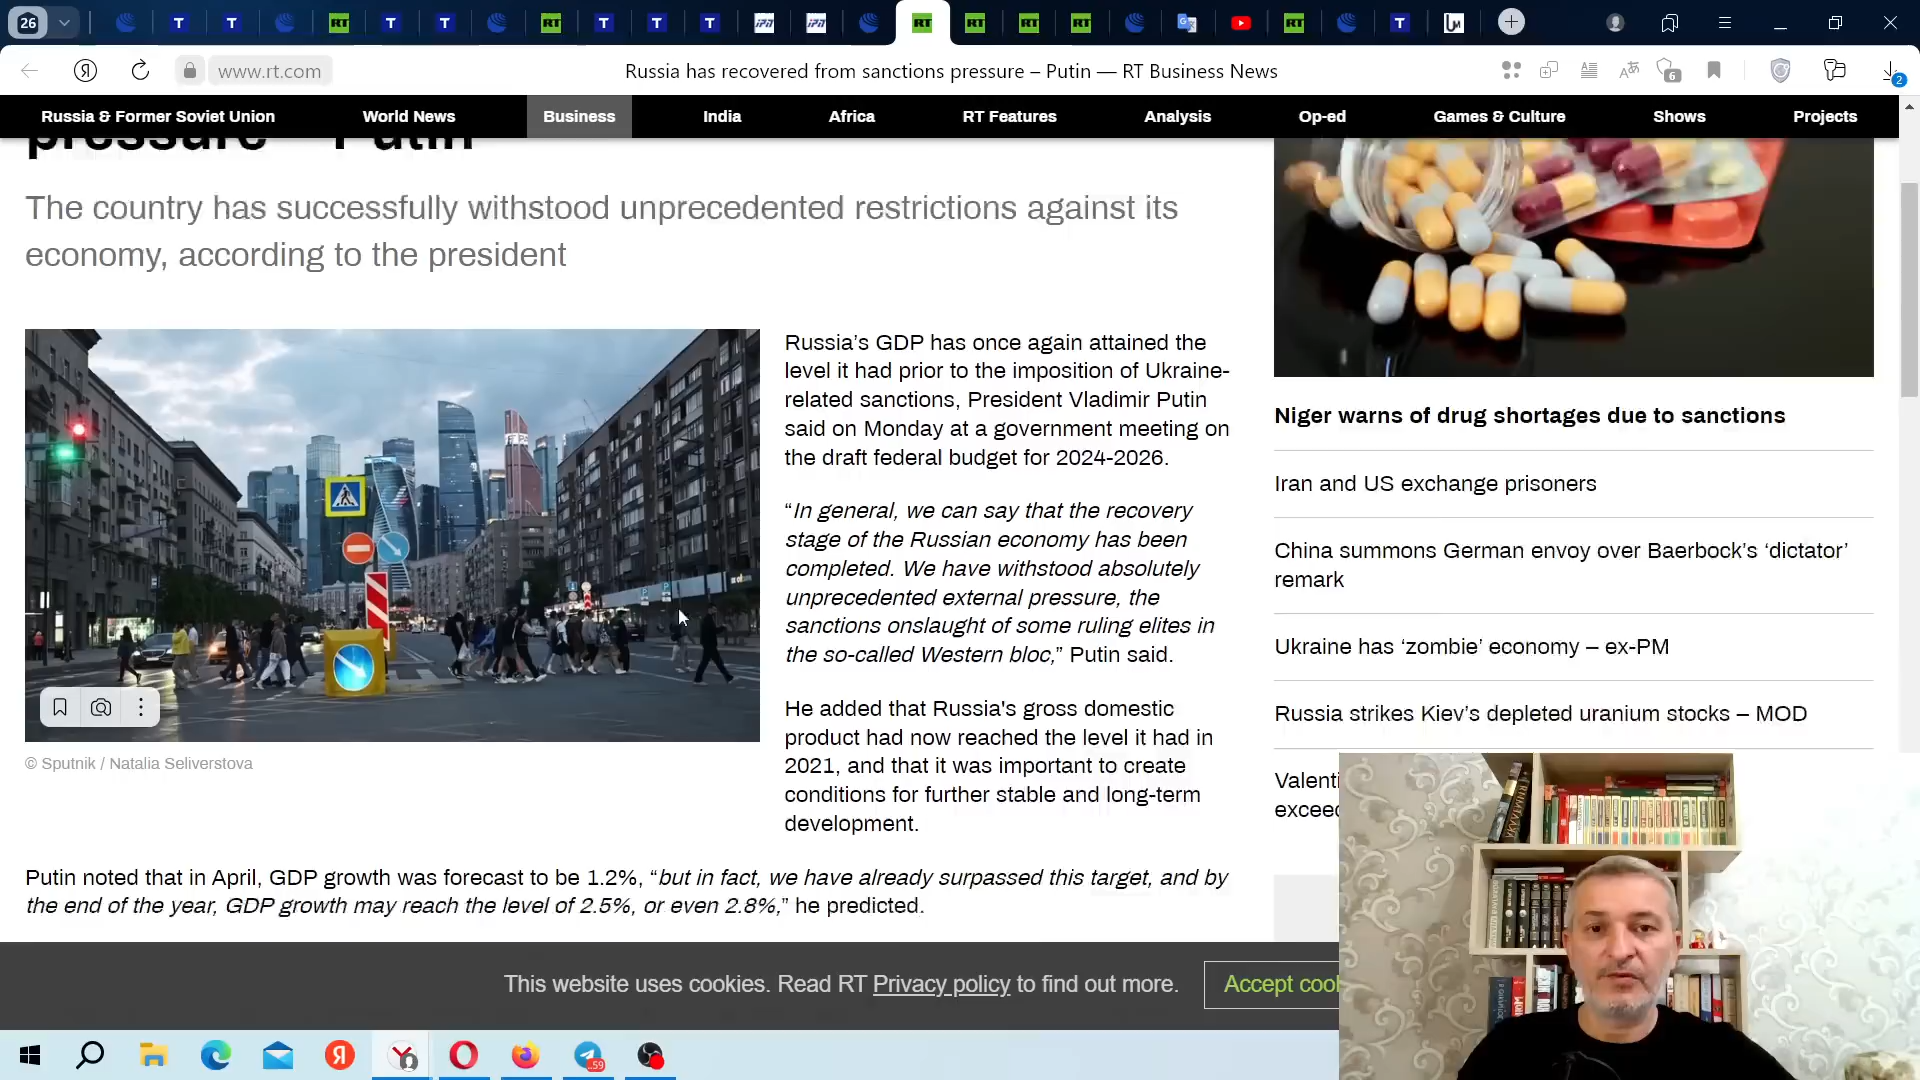 26
www.rt.com
Russia has recovered from sanctions pressure – Putin — RT Business News
6
2
Russia & Former Soviet Union
World News
Business
India
Africa
RT Features
Analysis
Op-ed
Games & Culture
Shows
Projects
pressure – Putin
The country has successfully withstood unprecedented restrictions against its
economy, according to the president
© Sputnik / Natalia Seliverstova
Russia’s GDP has once again attained the
level it had prior to the imposition of Ukraine-
related sanctions, President Vladimir Putin
said on Monday at a government meeting on
the draft federal budget for 2024-2026.
“In general, we can say that the recovery
stage of the Russian economy has been
completed. We have withstood absolutely
unprecedented external pressure, the
sanctions onslaught of some ruling elites in
the so-called Western bloc,” Putin said.
He added that Russia's gross domestic
product had now reached the level it had in
2021, and that it was important to create
conditions for further stable and long-term
development.
Putin noted that in April, GDP growth was forecast to be 1.2%, “but in fact, we have already surpassed this target, and by
the end of the year, GDP growth may reach the level of 2.5%, or even 2.8%,” he predicted.
Niger warns of drug shortages due to sanctions
Iran and US exchange prisoners
China summons German envoy over Baerbock’s ‘dictator’
remark
Ukraine has ‘zombie’ economy – ex-PM
Russia strikes Kiev’s depleted uranium stocks – MOD
Valenti
exceed
This website uses cookies. Read RT Privacy policy to find out more.
Accept cook
59